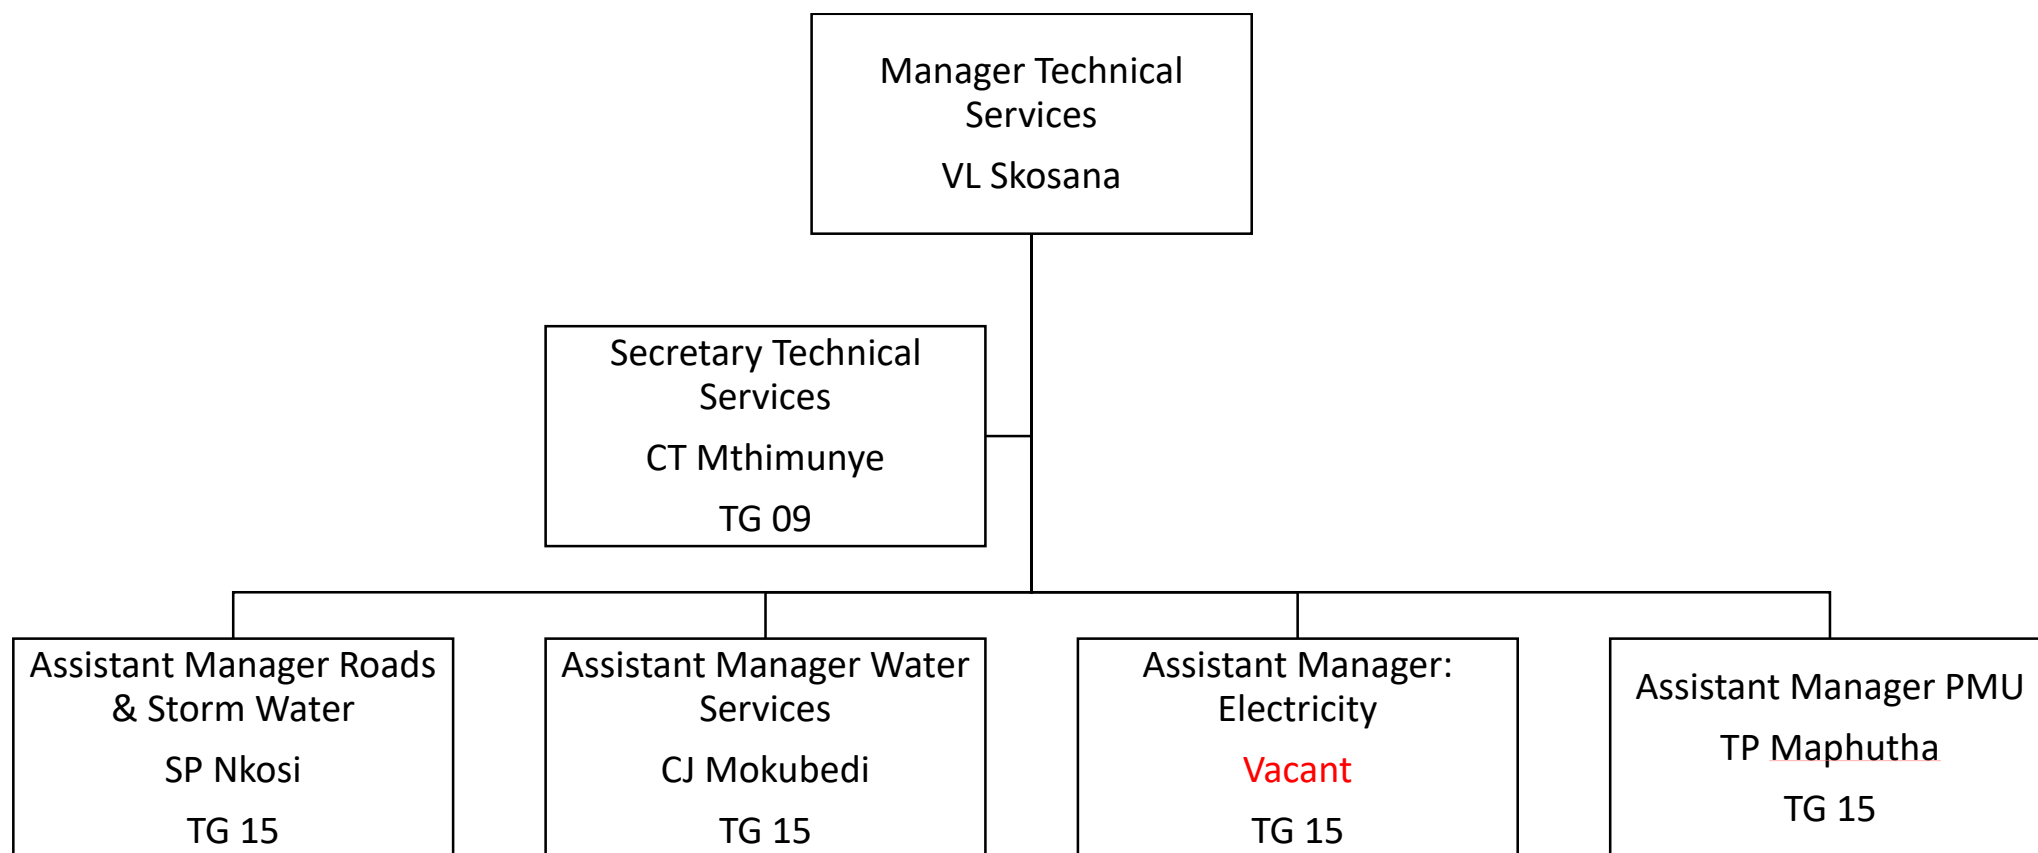 Manager Technical
Services
VL Skosana
Secretary Technical
Services
CT Mthimunye
TG 09
Assistant Manager Roads
& Storm Water
SP Nkosi
TG 15
Assistant Manager Water
Services
CJ Mokubedi
TG 15
Assistant Manager:
Electricity
Vacant
TG 15
Assistant Manager PMU
TP Maphutha
TG 15